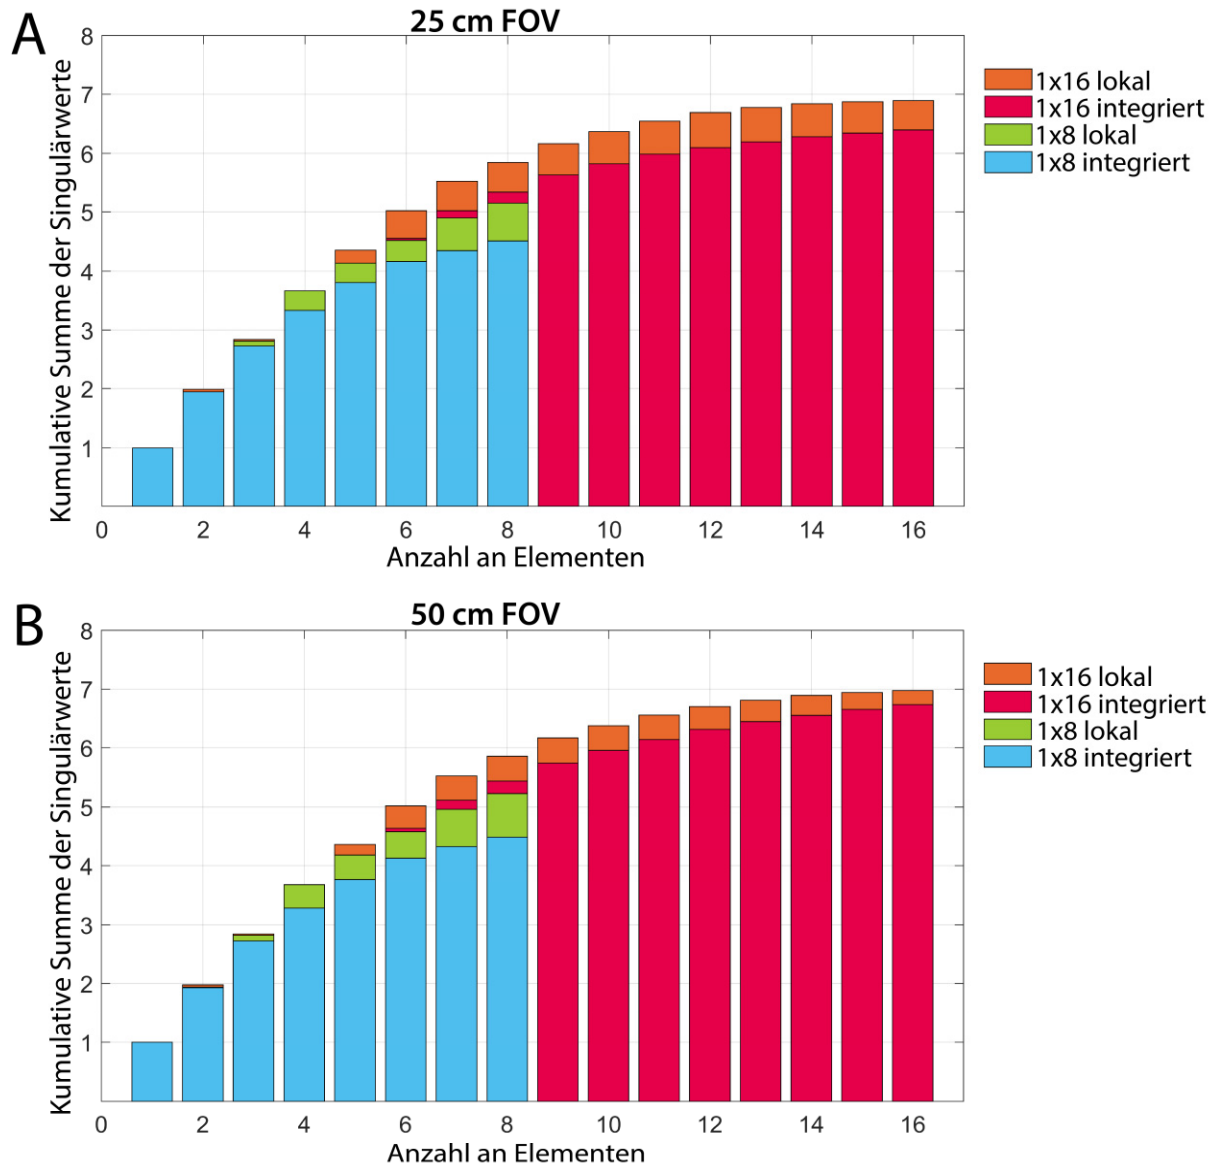 A
25 cm FOV
Kumulative Summe der Singulärwerte
8
7
6
5
4
3
2
1
0 2 4 6 8 10 12 14 16
Anzahl an Elementen
1x16 lokal
1x16 integriert
1x8 lokal
1x8 integriert
B
50 cm FOV
Kumulative Summe der Singulärwerte
8
7
6
5
4
3
2
1
0 2 4 6 8 10 12 14 16
Anzahl an Elementen
1x16 lokal
1x16 integriert
1x8 lokal
1x8 integriert